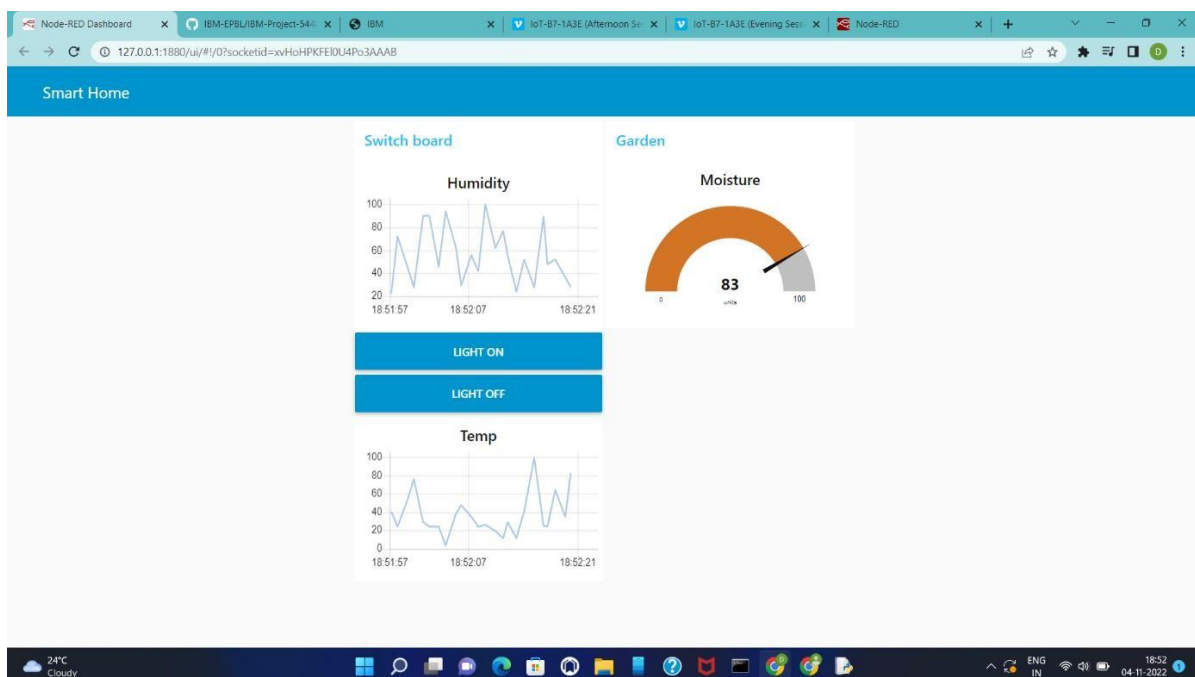 Node-RED Dashboard
IBM-EPBL/IBM-Project-544
IBM
IoT-B7-1A3E (Afternoon Se
IoT-B7-1A3E (Evening Sess
Node-RED
127.0.0.1:1880/ui/#!/0?socketid=xvHoHPKFEl0U4Po3AAAB
D
Smart Home
Switch board
Humidity
100
80
60
40
20
18:51:57 18:52:07 18:52:21
LIGHT ON
LIGHT OFF
Temp
100
80
60
40
20
0
18:51:57 18:52:07 18:52:21
Garden
Moisture
83
units
0 100
24°C
Cloudy
ENG
IN
18:52
04-11-2022
1